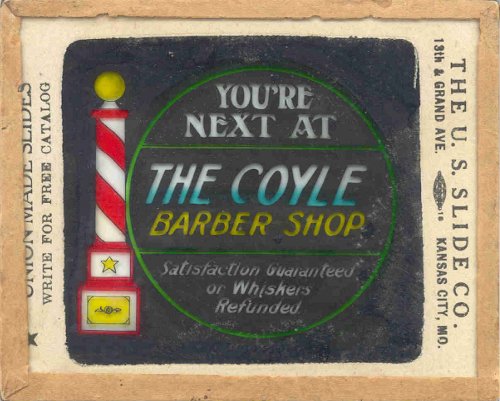 YOU'RE
NEXT AT
THE COYLE
BARBER SHOP
Satisfaction Guaranteed
or Whiskers
Refunded
THE U. S. SLIDE CO.
13th & GRAND AVE. KANSAS CITY, MO.
UNION MADE SLIDES
WRITE FOR FREE CATALOG